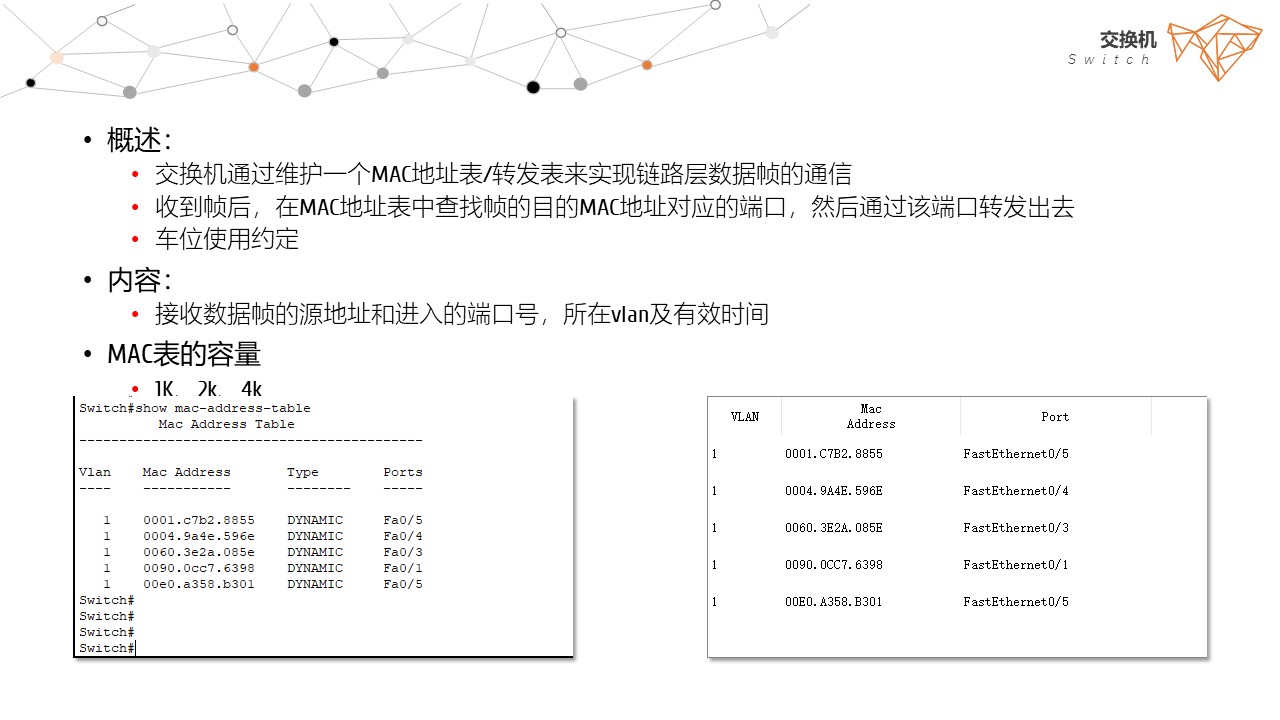 交换机
Switch
• 概述：
• 交换机通过维护一个MAC地址表/转发表来实现链路层数据帧的通信
• 收到帧后，在MAC地址表中查找帧的目的MAC地址对应的端口，然后通过该端口转发出去
• 车位使用约定
• 内容：
• 接收数据帧的源地址和进入的端口号，所在vlan及有效时间
• MAC表的容量
• 1K、2k、4k
Switch#show mac-address-table
Mac Address Table
-------------------------------------------
Vlan Mac Address Type Ports
---- ----------- -------- -----
1 0001.c7b2.8855 DYNAMIC Fa0/5
1 0004.9a4e.596e DYNAMIC Fa0/4
1 0060.3e2a.085e DYNAMIC Fa0/3
1 0090.0cc7.6398 DYNAMIC Fa0/1
1 00e0.a358.b301 DYNAMIC Fa0/5
Switch#
Switch#
Switch#
Switch#
VLAN Mac Address Port
1 0001.C7B2.8855 FastEthernet0/5
1 0004.9A4E.596E FastEthernet0/4
1 0060.3E2A.085E FastEthernet0/3
1 0090.0CC7.6398 FastEthernet0/1
1 00E0.A358.B301 FastEthernet0/5